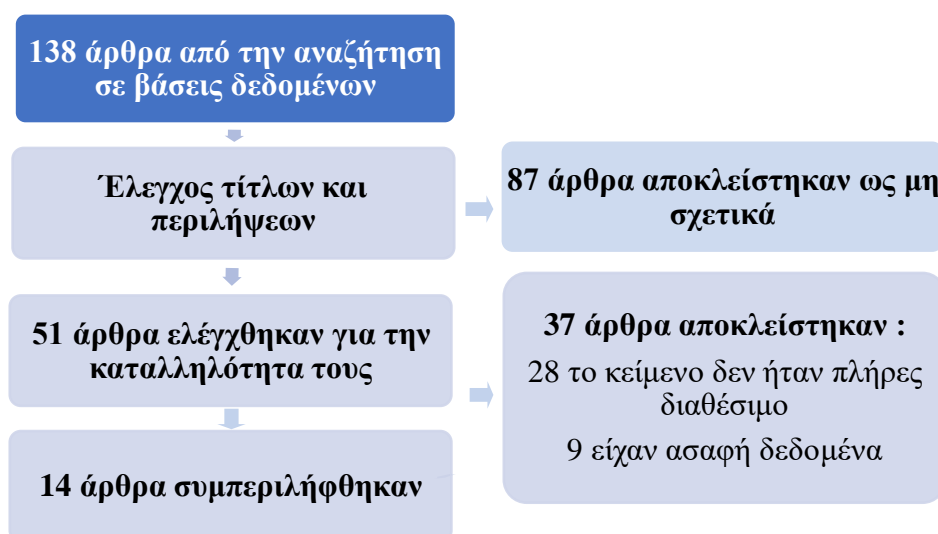 138 άρθρα από την αναζήτηση
σε βάσεις δεδομένων
Έλεγχος τίτλων και
περιλήψεων
87 άρθρα αποκλείστηκαν ως μη
σχετικά
51 άρθρα ελέγχθηκαν για την
καταλληλότητα τους
37 άρθρα αποκλείστηκαν :
28 το κείμενο δεν ήταν πλήρες
διαθέσιμο
9 είχαν ασαφή δεδομένα
14 άρθρα συμπεριλήφθηκαν